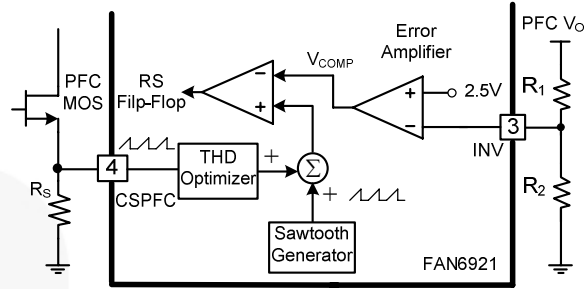 PFC MOS
RS
Filp-Flop
VCOMP
Error
Amplifier
PFC VO
2.5V
R1
3
INV
R2
4
CSPFC
RS
THD
Optimizer
+
Σ
+
Sawtooth
Generator
−
+
+
−
FAN6921